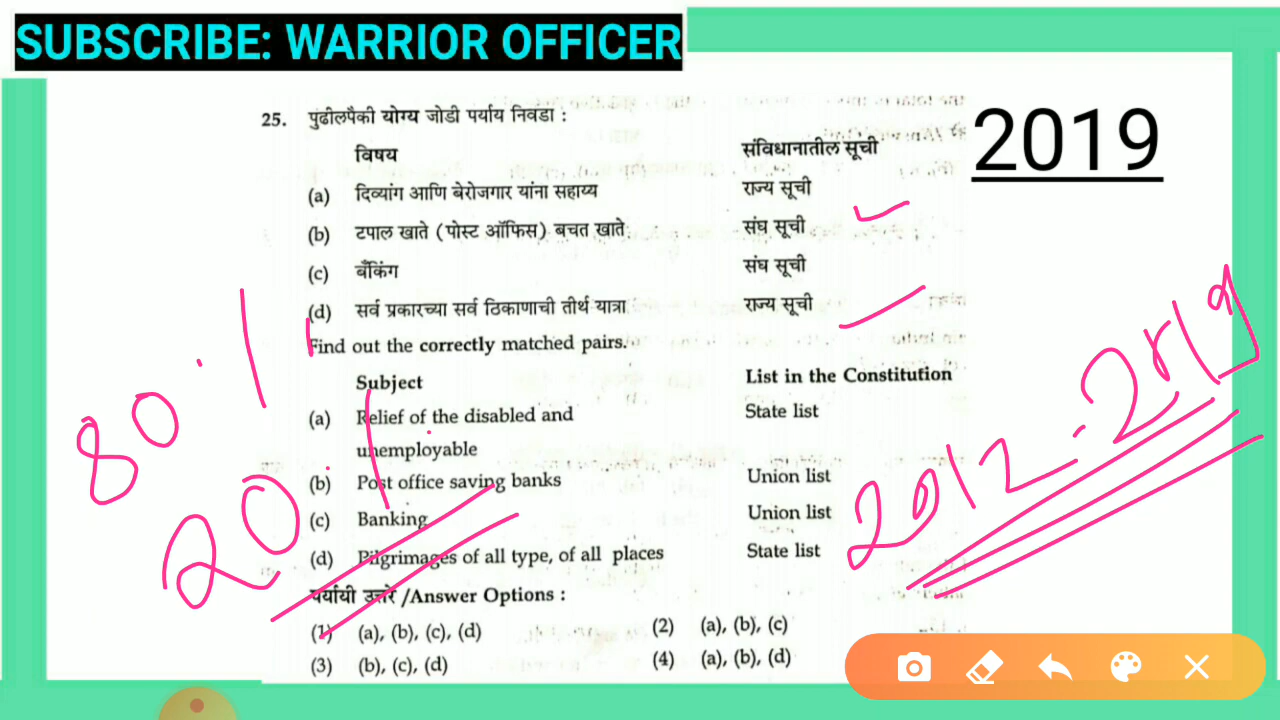 SUBSCRIBE: WARRIOR OFFICER
2019
25. पुंढीलपैकी योग्य जोडी पर्याय निवडा :
विषय संविधानातील सूची
(a) दिव्यांग आणि बेरोजगार यांना सहाय्य राज्य सूची
(b) टपाल खाते (पोस्ट ऑफिस) बचत खाते संघ सूची
(c) बँकिंग संघ सूची
(d) सर्व प्रकारच्या सर्व ठिकाणाची तीर्थ यात्रा राज्य सूची
Find out the correctly matched pairs.
Subject List in the Constitution
(a) Relief of the disabled and State list
unemployable
(b) Post office saving banks Union list
(c) Banking Union list
(d) Pilgrimages of all type, of all places State list
पर्यायी उत्तरे /Answer Options :
(1) (a), (b), (c), (d) (2) (a), (b), (c)
(3) (b), (c), (d) (4) (a), (b), (d)
80
20
2012-2019